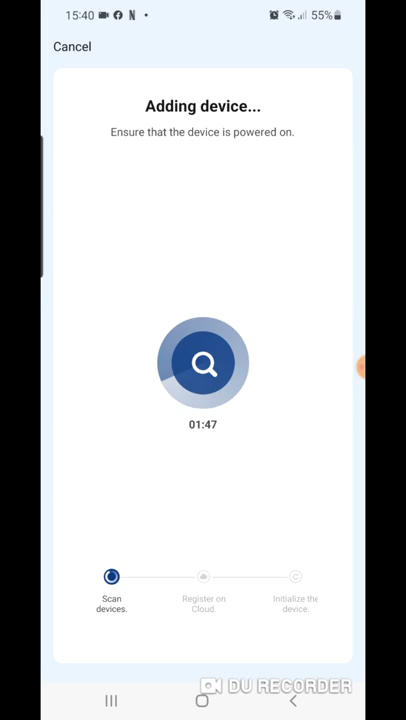 15:40
55%
Cancel
Adding device...
Ensure that the device is powered on.
01:47
Scan
devices.
Register on
Cloud.
Initialize the
device.
DU RECORDER